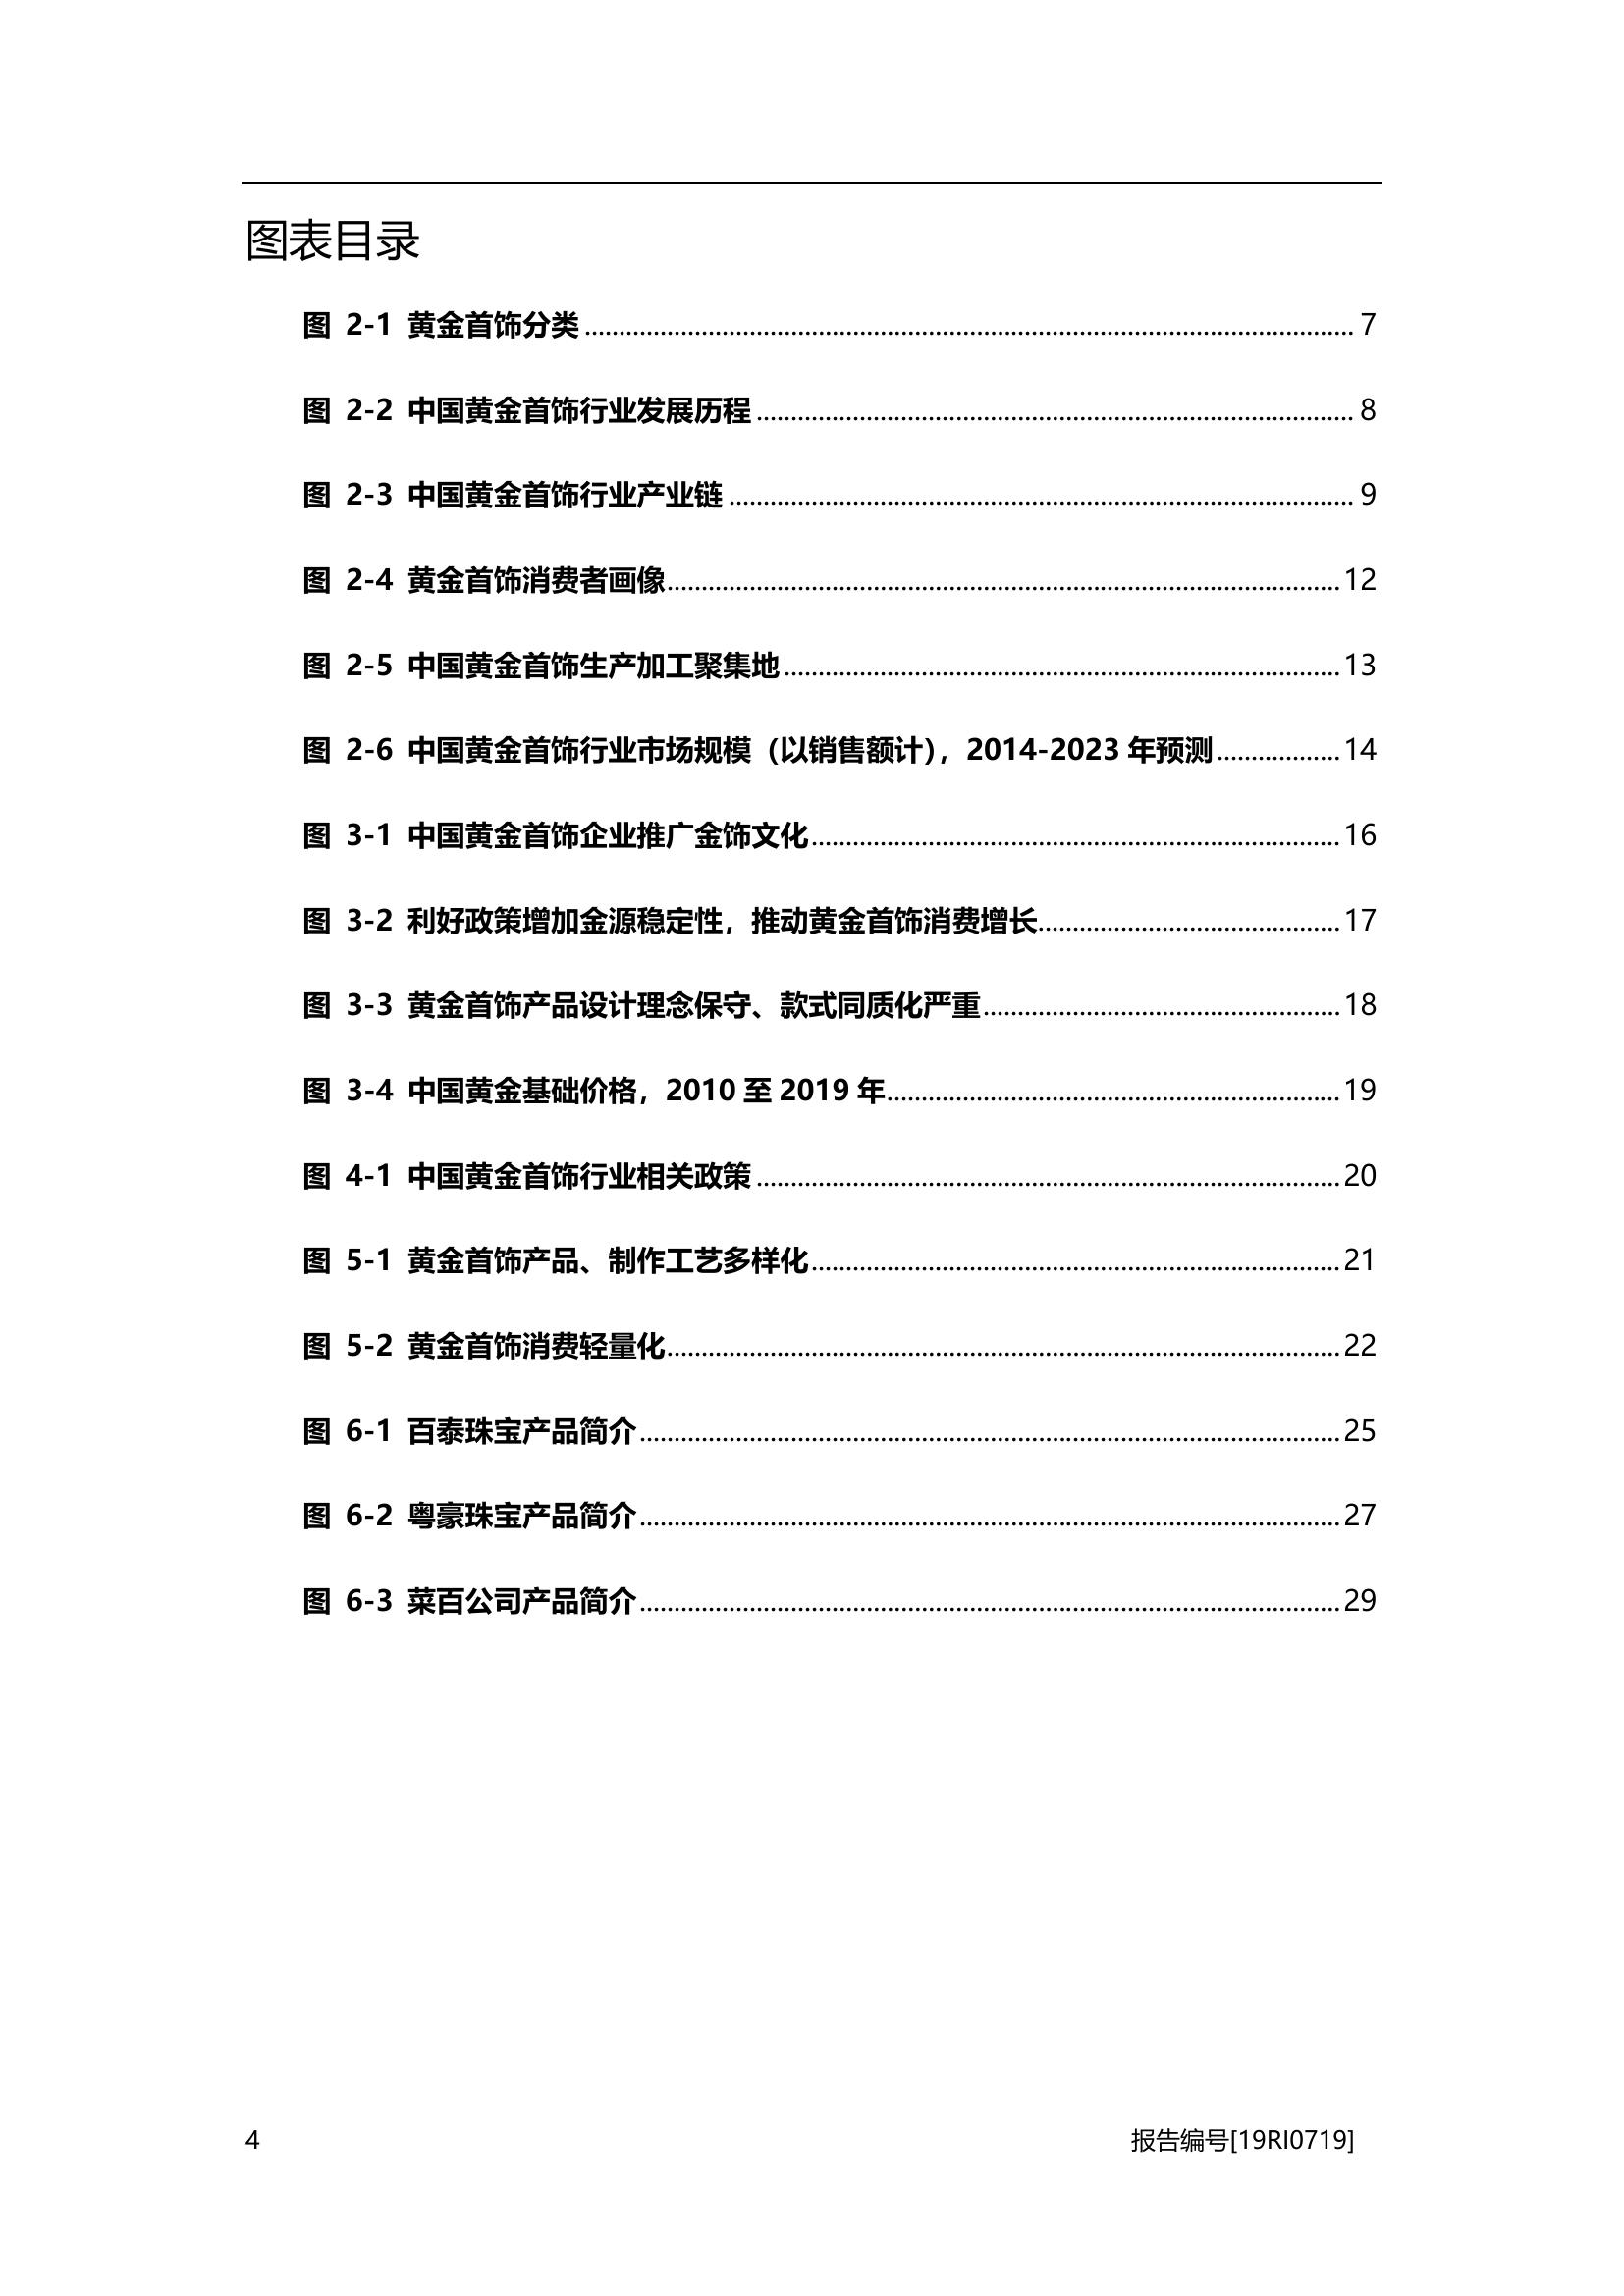 图表目录
图 2-1 黄金首饰分类 ........ 7
图 2-2 中国黄金首饰行业发展历程 ........ 8
图 2-3 中国黄金首饰行业产业链 ........ 9
图 2-4 黄金首饰消费者画像 ........ 12
图 2-5 中国黄金首饰生产加工聚集地 ........ 13
图 2-6 中国黄金首饰行业市场规模（以销售额计），2014-2023 年预测 ........ 14
图 3-1 中国黄金首饰企业推广金饰文化 ........ 16
图 3-2 利好政策增加金源稳定性，推动黄金首饰消费增长 ........ 17
图 3-3 黄金首饰产品设计理念保守、款式同质化严重 ........ 18
图 3-4 中国黄金基础价格，2010 至 2019 年 ........ 19
图 4-1 中国黄金首饰行业相关政策 ........ 20
图 5-1 黄金首饰产品、制作工艺多样化 ........ 21
图 5-2 黄金首饰消费轻量化 ........ 22
图 6-1 百泰珠宝产品简介 ........ 25
图 6-2 粤豪珠宝产品简介 ........ 27
图 6-3 菜百公司产品简介 ........ 29
4 报告编号[19RI0719]